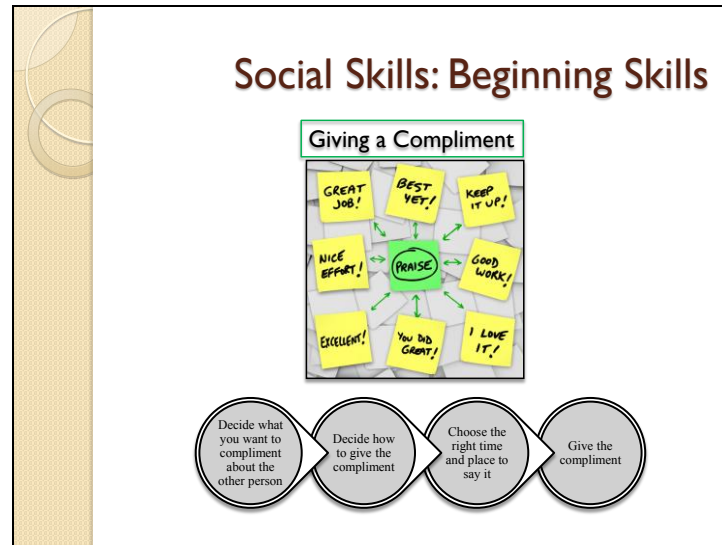 Social Skills: Beginning Skills
Giving a Compliment
GREAT
JOB!
BEST
YET!
KEEP
IT UP!
NICE
EFFORT!
PRAISE
GOOD
WORK!
EXCELLENT!
YOU DID
GREAT!
I LOVE
IT!
Decide what
you want to
compliment
about the
other person
Decide how
to give the
compliment
Choose the
right time
and place to
say it
Give the
compliment